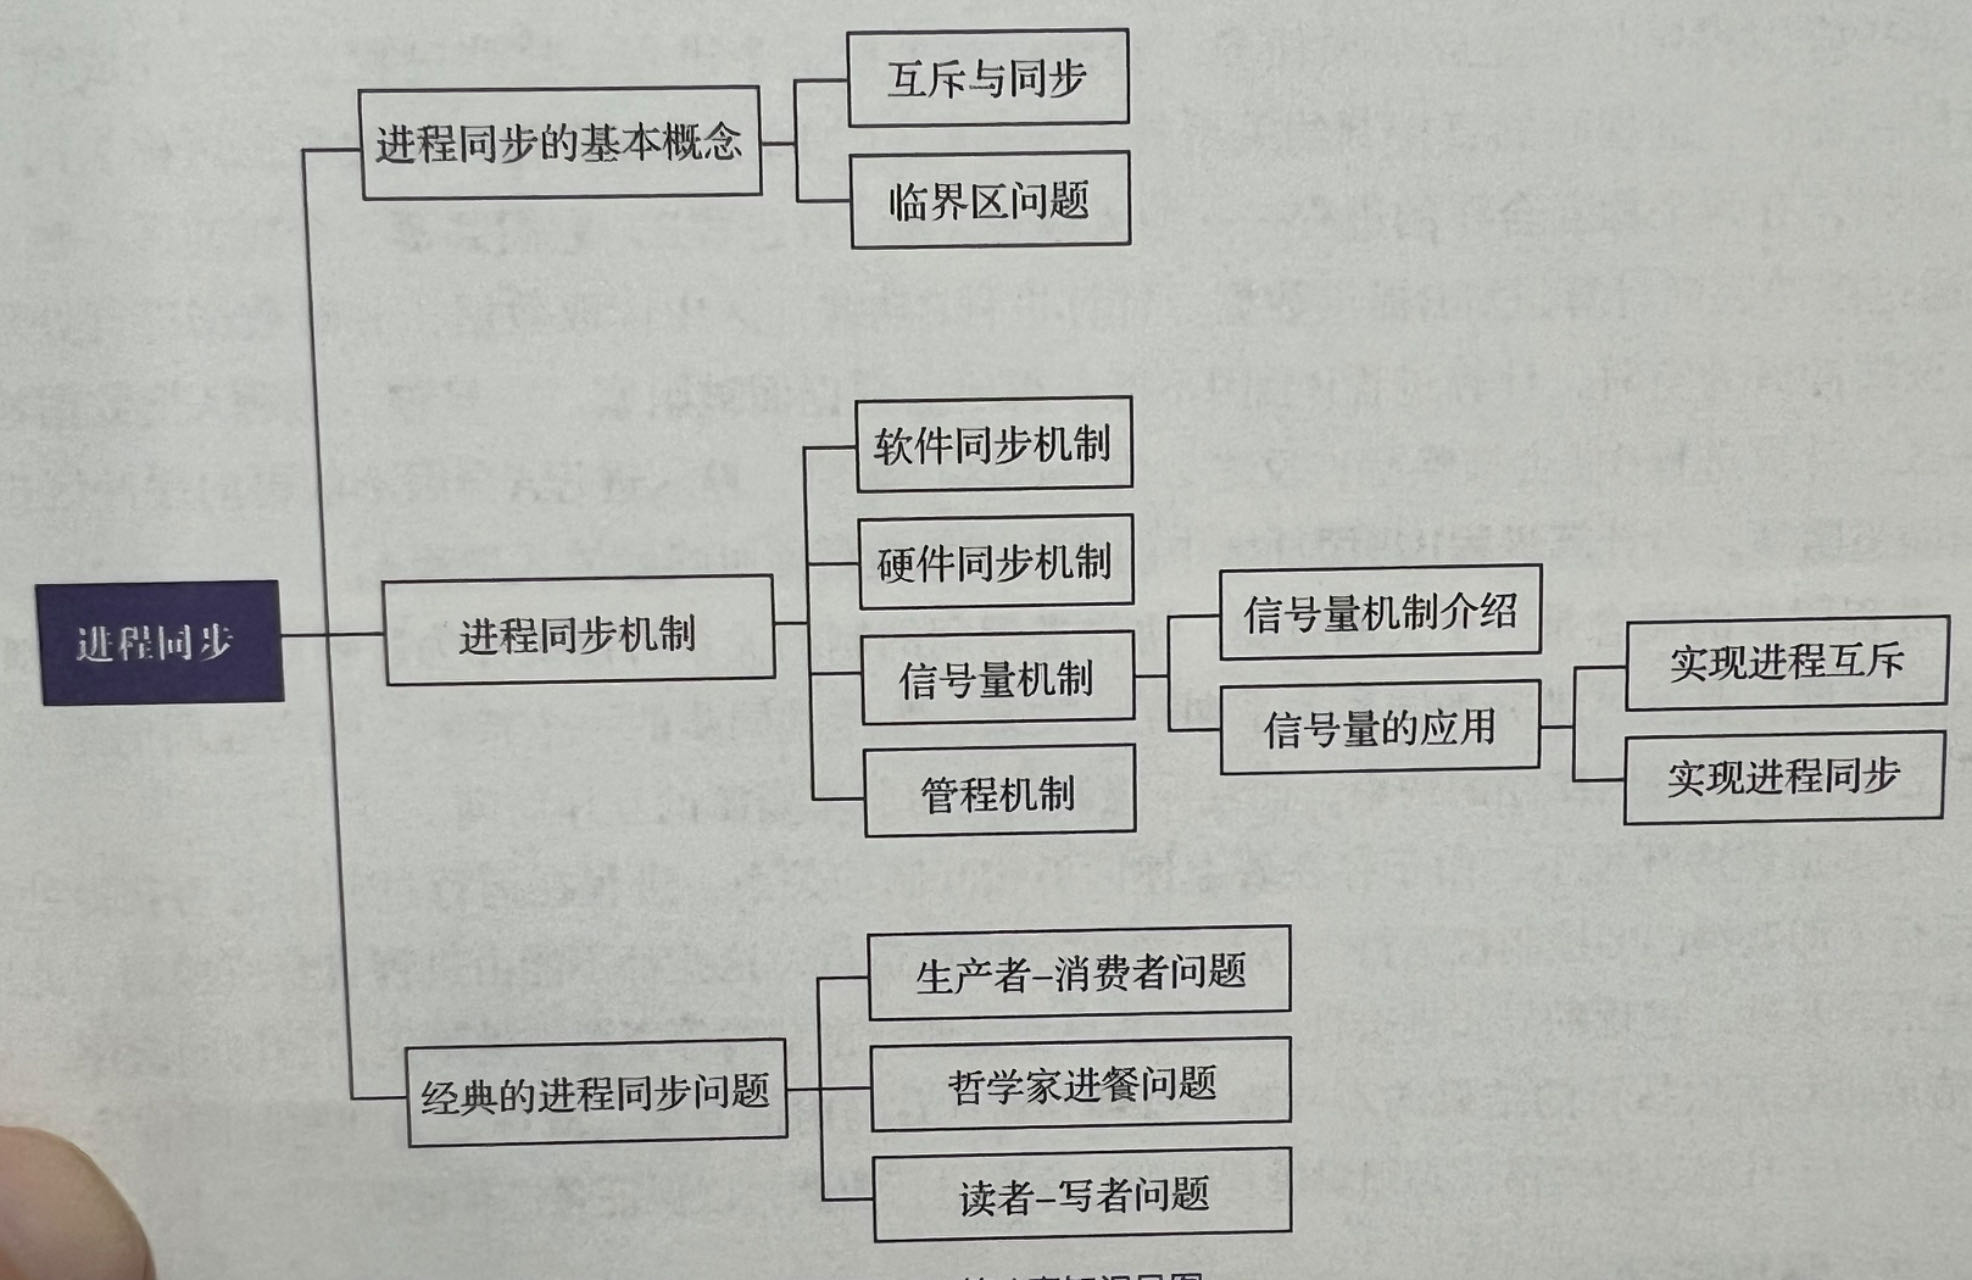 进程同步
进程同步的基本概念
互斥与同步
临界区问题
进程同步机制
软件同步机制
硬件同步机制
信号量机制
信号量机制介绍
信号量的应用
实现进程互斥
实现进程同步
管程机制
经典的进程同步问题
生产者–消费者问题
哲学家进餐问题
读者–写者问题